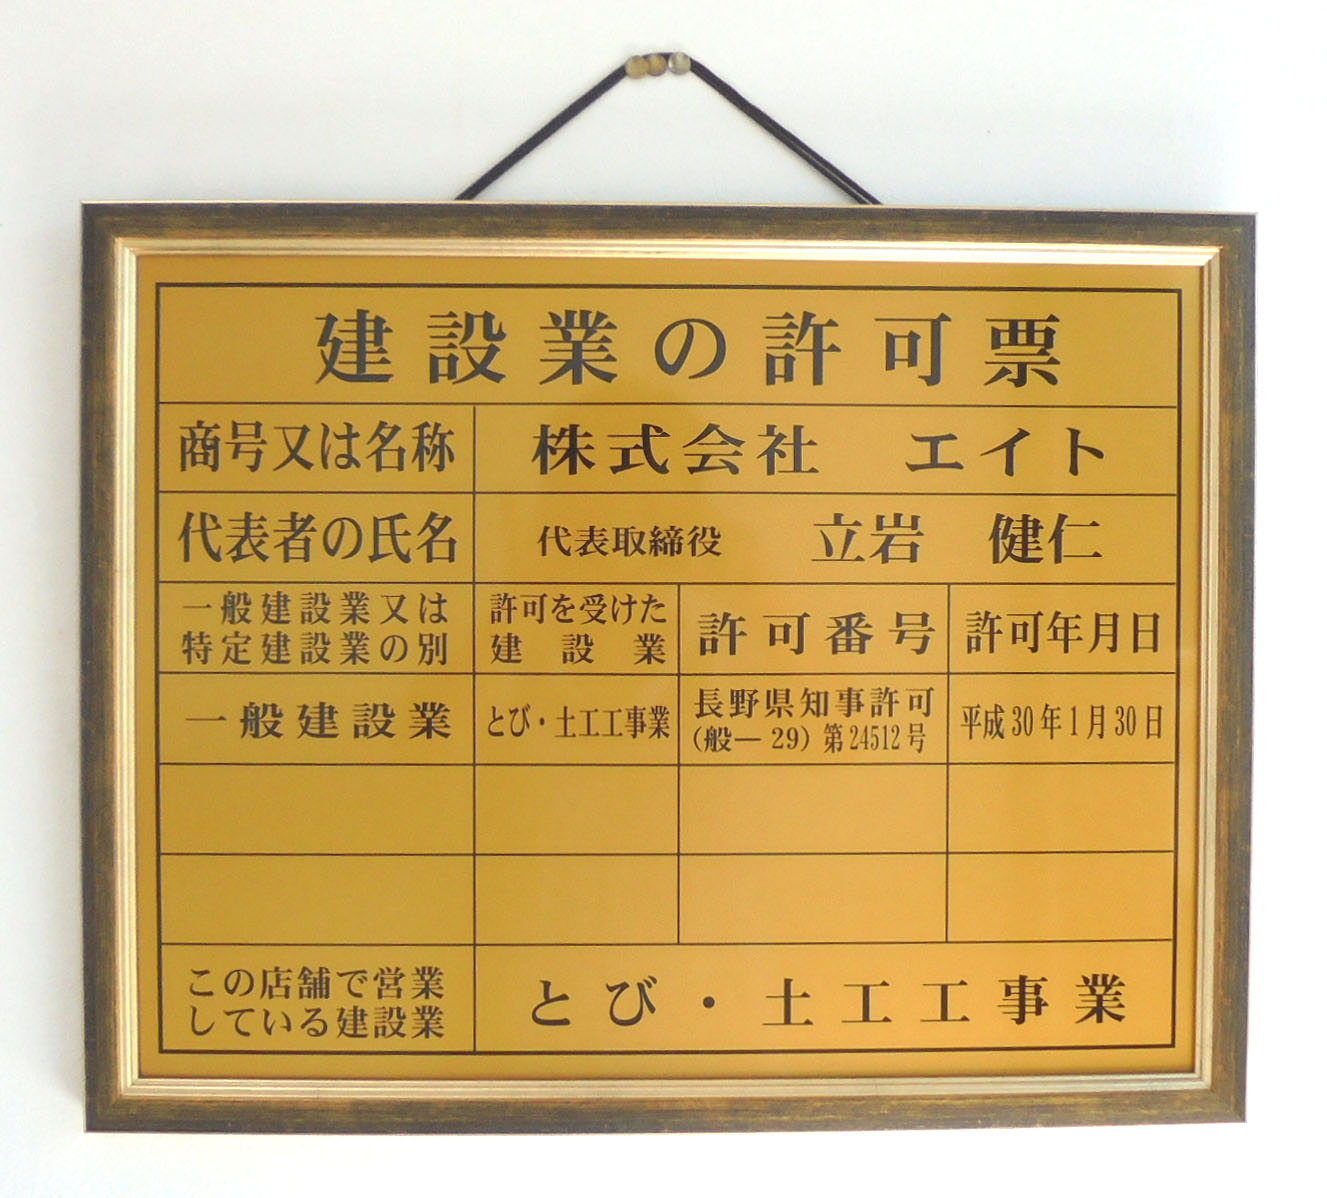 建設業の許可票
商号又は名称 株式会社 エイト
代表者の氏名 代表取締役 立岩 健仁
一般建設業又は
特定建設業の別
許可を受けた
建設業
許可番号
許可年月日
一般建設業
とび・土工工事業
長野県知事許可
(般—29)第24512号
平成30年1月30日
この店舗で営業
している建設業
とび・土工工事業